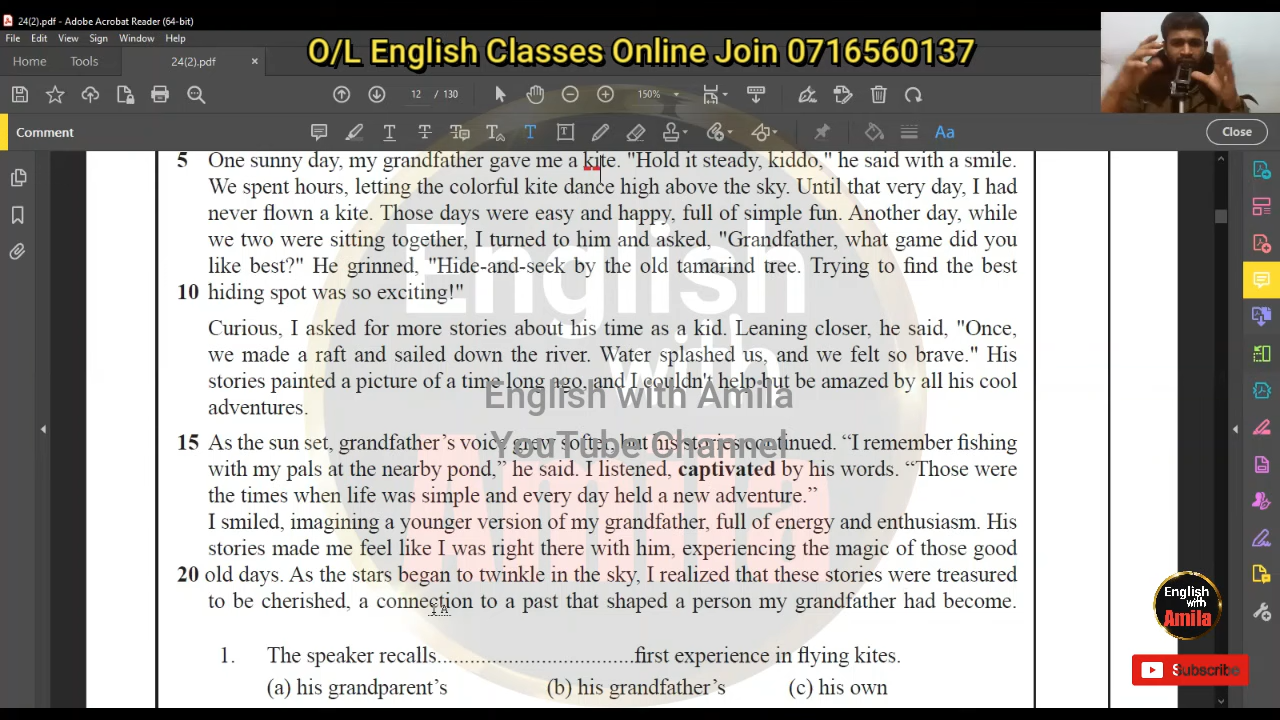 24(2).pdf - Adobe Acrobat Reader (64-bit)
File Edit View Sign Window Help
O/L English Classes Online Join 0716560137
Home Tools 24(2).pdf ×
12 / 130 150%
Comment Close
5 One sunny day, my grandfather gave me a kite. "Hold it steady, kiddo," he said with a smile.
We spent hours, letting the colorful kite dance high above the sky. Until that very day, I had
never flown a kite. Those days were easy and happy, full of simple fun. Another day, while
we two were sitting together, I turned to him and asked, "Grandfather, what game did you
like best?" He grinned, "Hide-and-seek by the old tamarind tree. Trying to find the best
10 hiding spot was so exciting!"
Curious, I asked for more stories about his time as a kid. Leaning closer, he said, "Once,
we made a raft and sailed down the river. Water splashed us, and we felt so brave." His
stories painted a picture of a time long ago, and I couldn't help but be amazed by all his cool
adventures.
15 As the sun set, grandfather’s voice grew softer, but his stories continued. “I remember fishing
with my pals at the nearby pond,” he said. I listened, captivated by his words. “Those were
the times when life was simple and every day held a new adventure.”
I smiled, imagining a younger version of my grandfather, full of energy and enthusiasm. His
stories made me feel like I was right there with him, experiencing the magic of those good
20 old days. As the stars began to twinkle in the sky, I realized that these stories were treasured
to be cherished, a connection to a past that shaped a person my grandfather had become.
1. The speaker recalls...................................first experience in flying kites.
(a) his grandparent’s (b) his grandfather’s (c) his own
English
with
Amila
English with Amila
YouTube Channel
English
with
Amila
Subscribe